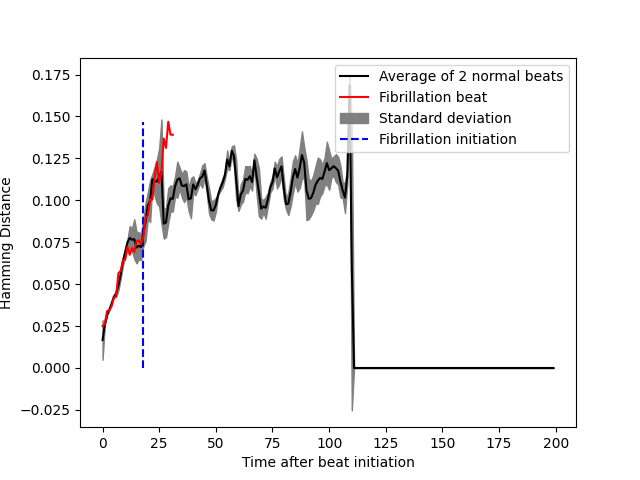 Average of 2 normal beats
Fibrillation beat
Standard deviation
Fibrillation initiation
0.175
0.150
0.125
0.100
0.075
0.050
0.025
0.000
−0.025
Hamming Distance
0 25 50 75 100 125 150 175 200
Time after beat initiation